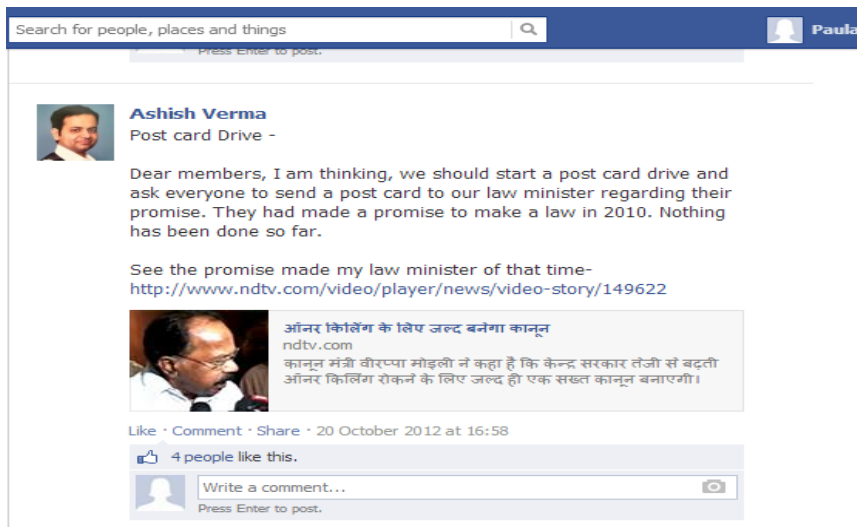 Search for people, places and things
Paula
Press Enter to post.
Ashish Verma
Post card Drive -
Dear members, I am thinking, we should start a post card drive and
ask everyone to send a post card to our law minister regarding their
promise. They had made a promise to make a law in 2010. Nothing
has been done so far.
See the promise made my law minister of that time-
http://www.ndtv.com/video/player/news/video-story/149622
ऑनर किलिंग के लिए जल्द बनेगा कानून
ndtv.com
कानून मंत्री वीरप्पा मोइली ने कहा है कि केन्द्र सरकार तेजी से बढ़ती
ऑनर किलिंग रोकने के लिए जल्द ही एक सख्त कानून बनाएगी।
Like · Comment · Share · 20 October 2012 at 16:58
4 people like this.
Write a comment...
Press Enter to post.